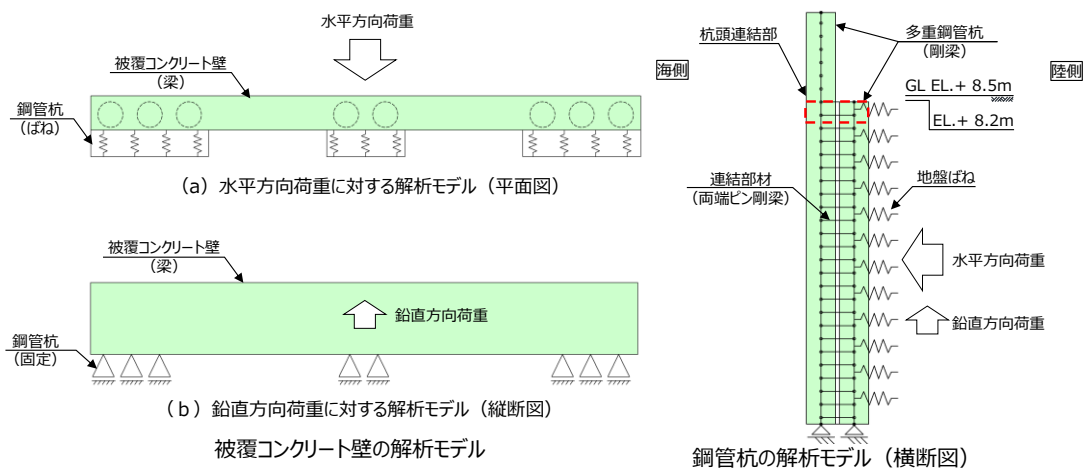 水平方向荷重
被覆コンクリート壁
（梁）
鋼管杭
（ばね）
（a）水平方向荷重に対する解析モデル（平面図）
被覆コンクリート壁
（梁）
鉛直方向荷重
鋼管杭
（固定）
（ｂ）鉛直方向荷重に対する解析モデル（縦断図）
被覆コンクリート壁の解析モデル
杭頭連結部
多重鋼管杭
（剛梁）
海側
陸側
GL EL.+ 8.5m
EL.+ 8.2m
連結部材
（両端ピン剛梁）
地盤ばね
水平方向荷重
鉛直方向荷重
鋼管杭の解析モデル（横断図）